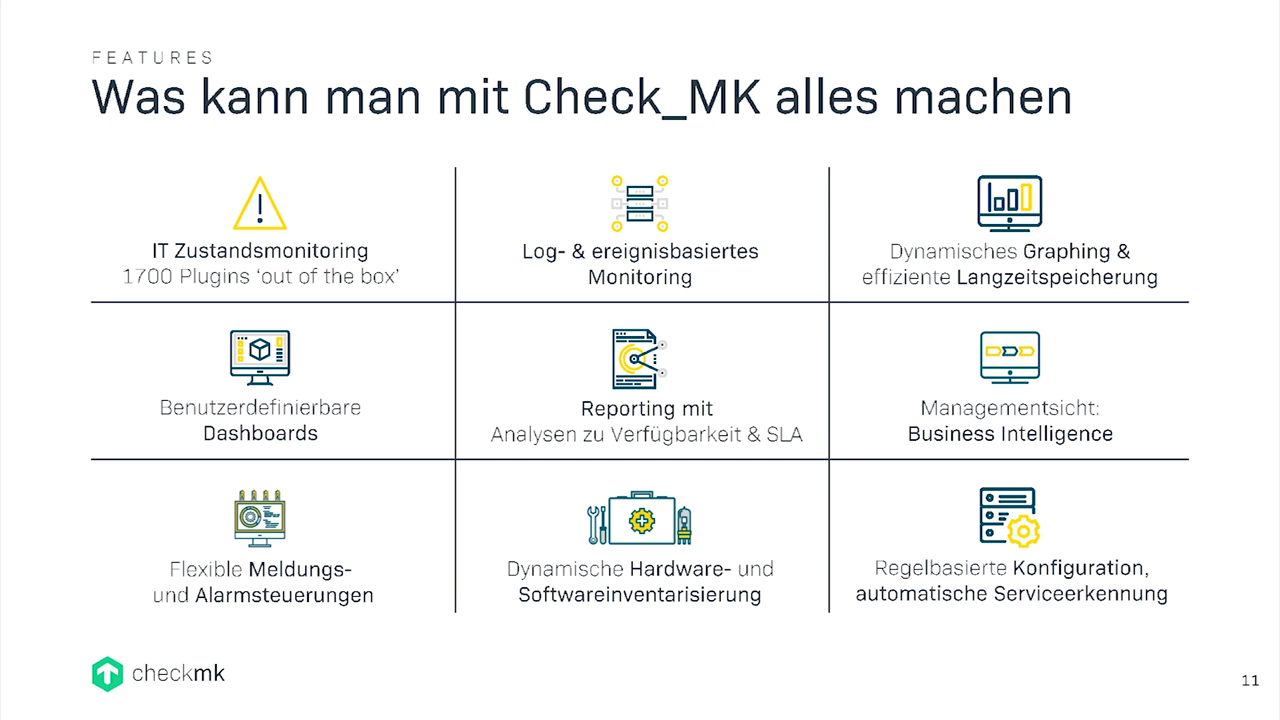 FEATURES
Was kann man mit Check_MK alles machen
IT Zustandsmonitoring
1700 Plugins ‘out of the box’
Log- & ereignisbasiertes
Monitoring
Dynamisches Graphing &
effiziente Langzeitspeicherung
Benutzerdefinierbare
Dashboards
Reporting mit
Analysen zu Verfügbarkeit & SLA
Managementsicht:
Business Intelligence
Flexible Meldungs-
und Alarmsteuerungen
Dynamische Hardware- und
Softwareinventarisierung
Regelbasierte Konfiguration,
automatische Serviceerkennung
checkmk
11